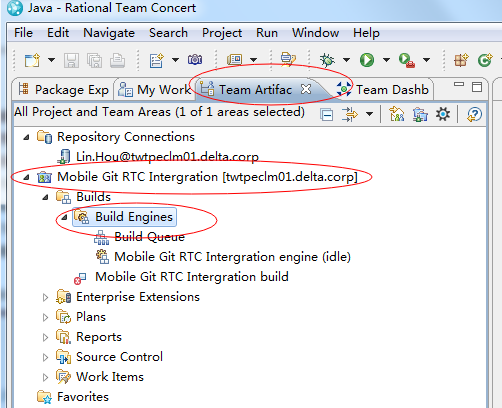 Java - Rational Team Concert
File Edit Navigate Search Project Artifact Run Window
Package Exp My Work Team Artifac Team Dashb
All Project and Team Areas (1 of 1 areas selected)
Repository Connections
Lin.Hou@twtpeclm01.delta.corp
Mobile Git RTC Intergration [twtpeclm01.delta.corp]
Builds
Build Engines
Build Queue
Mobile Git RTC Intergration engine (idle)
Mobile Git RTC Intergration build
Enterprise Extensions
Plans
Reports
Source Control
Work Items
Favorites